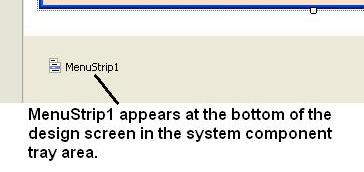 MenuStrip1
MenuStrip1 appears at the bottom of the
design screen in the system component
tray area.